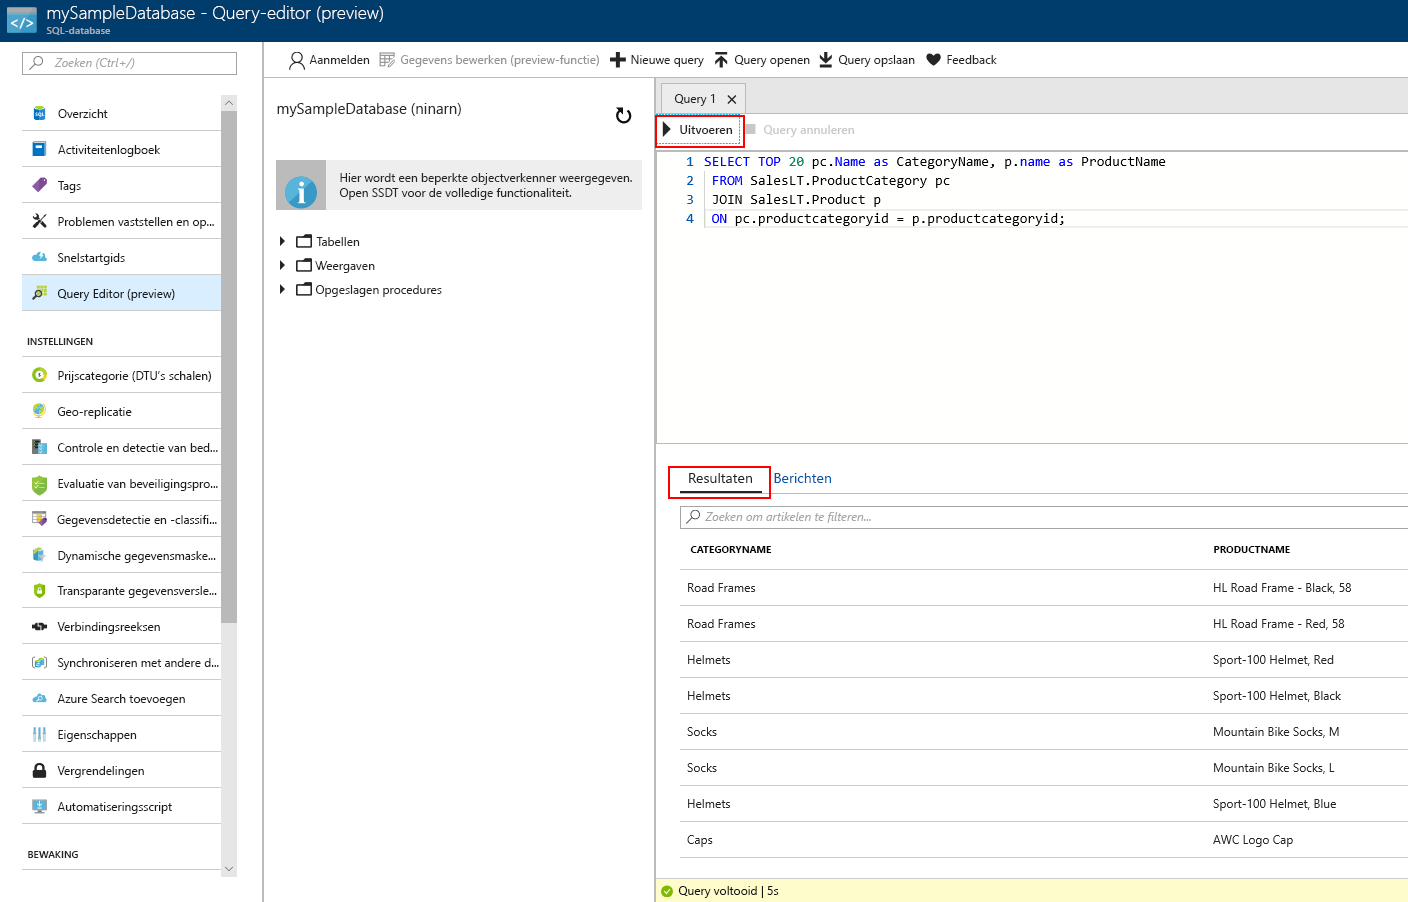 mySampleDatabase - Query-editor (preview)
SQL-database
Zoeken (Ctrl+/)
Overzicht
Activiteitenlogboek
Tags
Problemen vaststellen en op...
Snelstartgids
Query Editor (preview)
INSTELLINGEN
Prijscategorie (DTU's schalen)
Geo-replicatie
Controle en detectie van bed...
Evaluatie van beveiligingspro...
Gegevensdetectie en -classifi...
Dynamische gegevensmaske...
Transparante gegevensversle...
Verbindingsreeksen
Synchroniseren met andere d...
Azure Search toevoegen
Eigenschappen
Vergrendelingen
Automatiseringsscript
BEWAKING
Aanmelden Gegevens bewerken (preview-functie) Nieuwe query Query openen Query opslaan Feedback
mySampleDatabase (ninarn)
Hier wordt een beperkte objectverkenner weergegeven.
Open SSDT voor de volledige functionaliteit.
Tabellen
Weergaven
Opgeslagen procedures
Query 1
Uitvoeren Query annuleren
1 SELECT TOP 20 pc.Name as CategoryName, p.name as ProductName
2 FROM SalesLT.ProductCategory pc
3 JOIN SalesLT.Product p
4 ON pc.productcategoryid = p.productcategoryid;
Resultaten Berichten
Zoeken om artikelen te filteren...
CATEGORYNAME PRODUCTNAME
Road Frames HL Road Frame - Black, 58
Road Frames HL Road Frame - Red, 58
Helmets Sport-100 Helmet, Red
Helmets Sport-100 Helmet, Black
Socks Mountain Bike Socks, M
Socks Mountain Bike Socks, L
Helmets Sport-100 Helmet, Blue
Caps AWC Logo Cap
Query voltooid | 5s